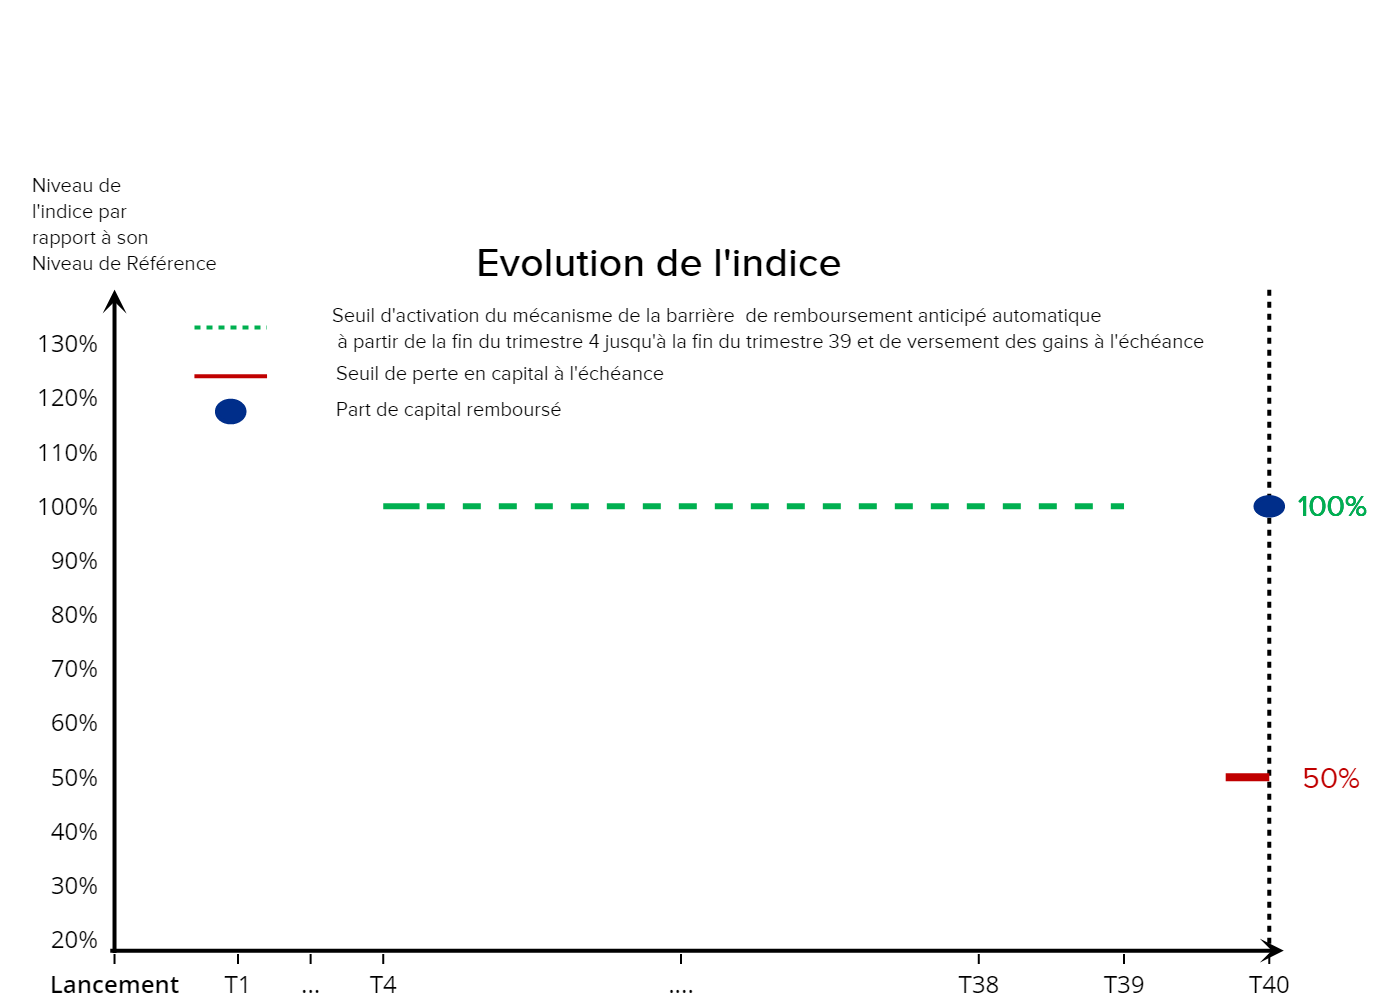 Niveau de
l'indice par
rapport à son
Niveau de Référence
Evolution de l'indice
Seuil d'activation du mécanisme de la barrière  de remboursement anticipé automatique
à partir de la fin du trimestre 4 jusqu'à la fin du trimestre 39 et de versement des gains à l'échéance
Seuil de perte en capital à l'échéance
Part de capital remboursé
130%
120%
110%
100%
100%
90%
80%
70%
60%
50%
50%
40%
30%
20%
Lancement T1 ... T4 .... T38 T39 T40